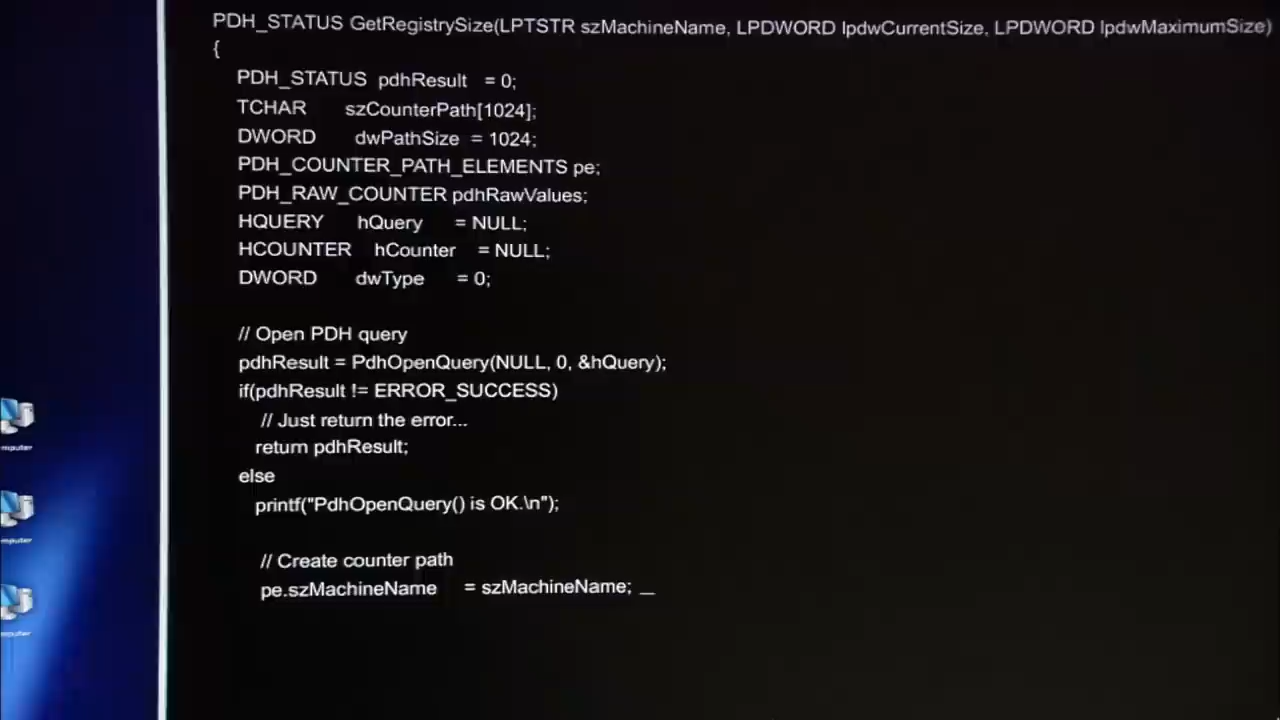 PDH_STATUS GetRegistrySize(LPTSTR szMachineName, LPDWORD lpdwCurrentSize, LPDWORD lpdwMaximumSize)
{
PDH_STATUS pdhResult = 0;
TCHAR szCounterPath[1024];
DWORD dwPathSize = 1024;
PDH_COUNTER_PATH_ELEMENTS pe;
PDH_RAW_COUNTER pdhRawValues;
HQUERY hQuery = NULL;
HCOUNTER hCounter = NULL;
DWORD dwType = 0;
// Open PDH query
pdhResult = PdhOpenQuery(NULL, 0, &hQuery);
if(pdhResult != ERROR_SUCCESS)
// Just return the error...
return pdhResult;
else
printf("PdhOpenQuery() is OK.\n");
// Create counter path
pe.szMachineName = szMachineName; _
mputer
mputer
mputer